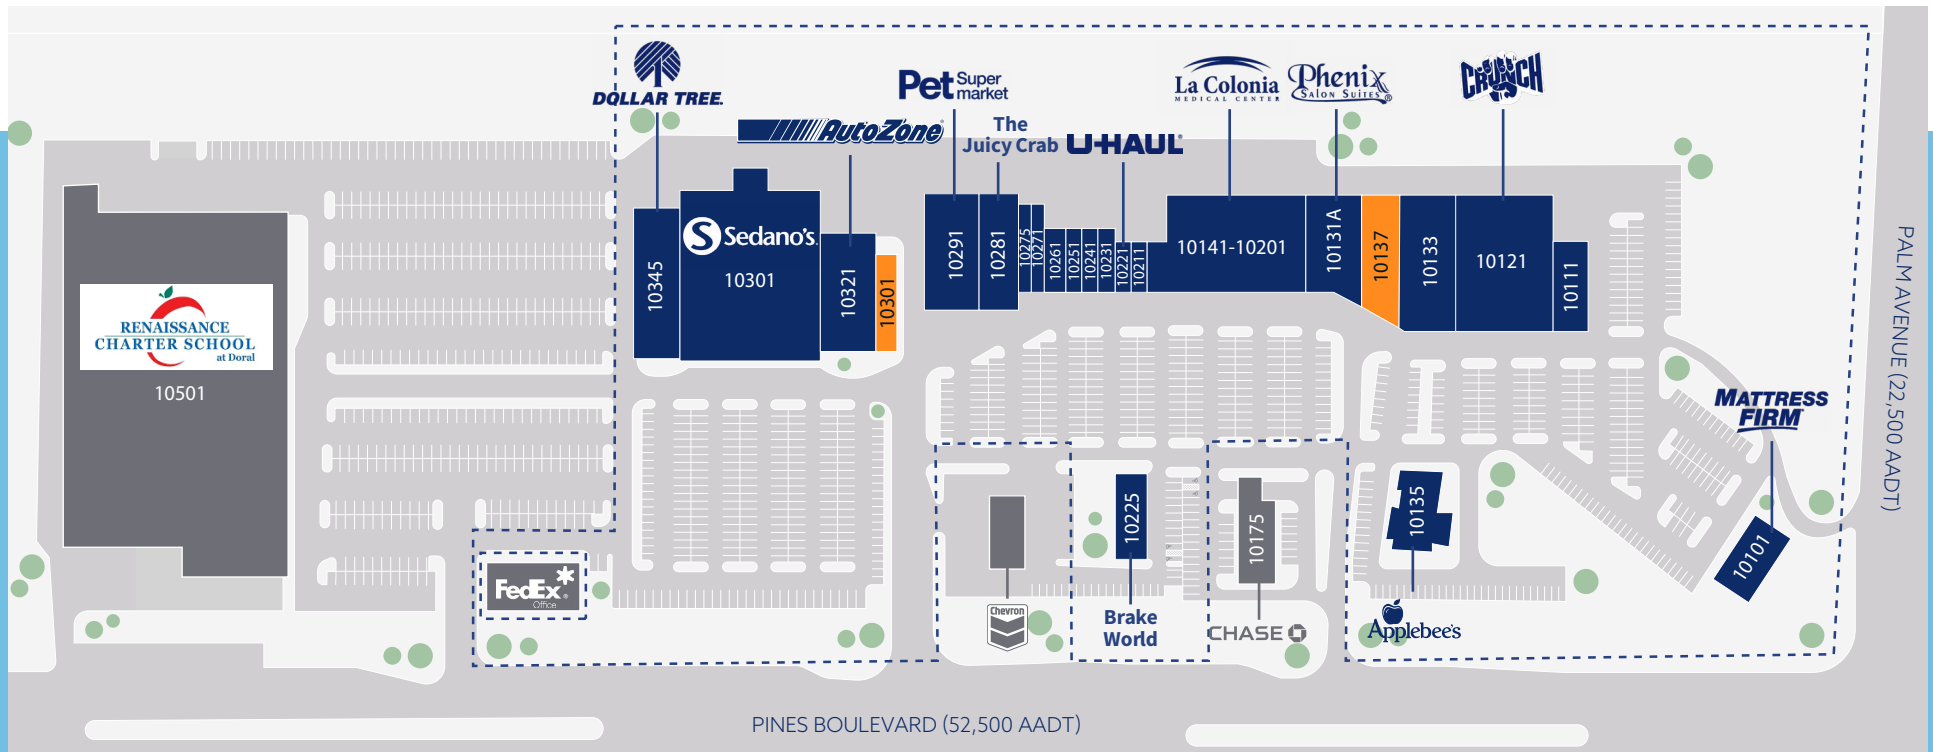 DOLLAR TREE.
Pet Super
market
AutoZone
The
Juicy Crab
U-HAUL
La Colonia
MEDICAL CENTER
Phenix
SALON SUITES
CRUNCH
RENAISSANCE
CHARTER SCHOOL
at Doral
10501
10345
S Sedano's.
10301
10321
10301
10291
10281
10275
10271
10261
10251
10241
10231
10221
10211
10141-10201
10131A
10137
10133
10121
10111
PALM AVENUE (22,500 AADT)
MATTRESS
FIRM
10101
FedEx
Office
Chevron
10225
Brake
World
10175
CHASE
10135
Applebee's
PINES BOULEVARD (52,500 AADT)